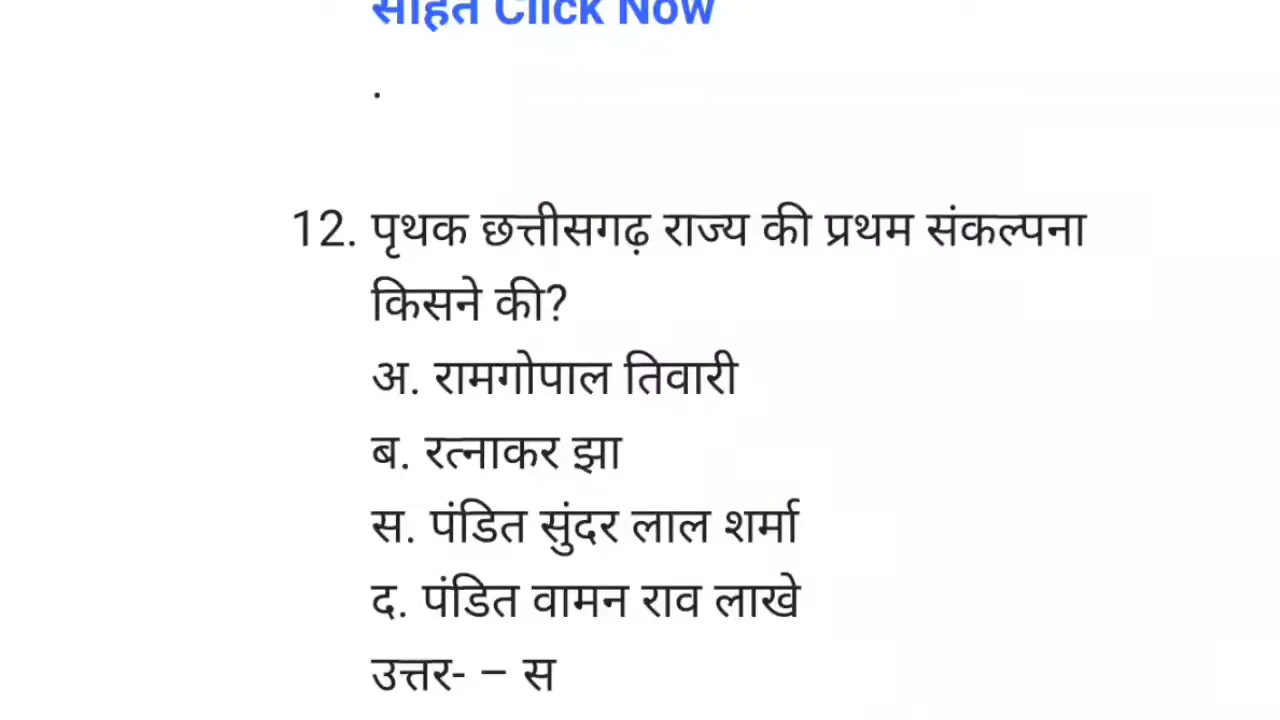 सहित Click Now
.
12. पृथक छत्तीसगढ़ राज्य की प्रथम संकल्पना
किसने की?
अ. रामगोपाल तिवारी
ब. रत्नाकर झा
स. पंडित सुंदर लाल शर्मा
द. पंडित वामन राव लाखे
उत्तर- – स